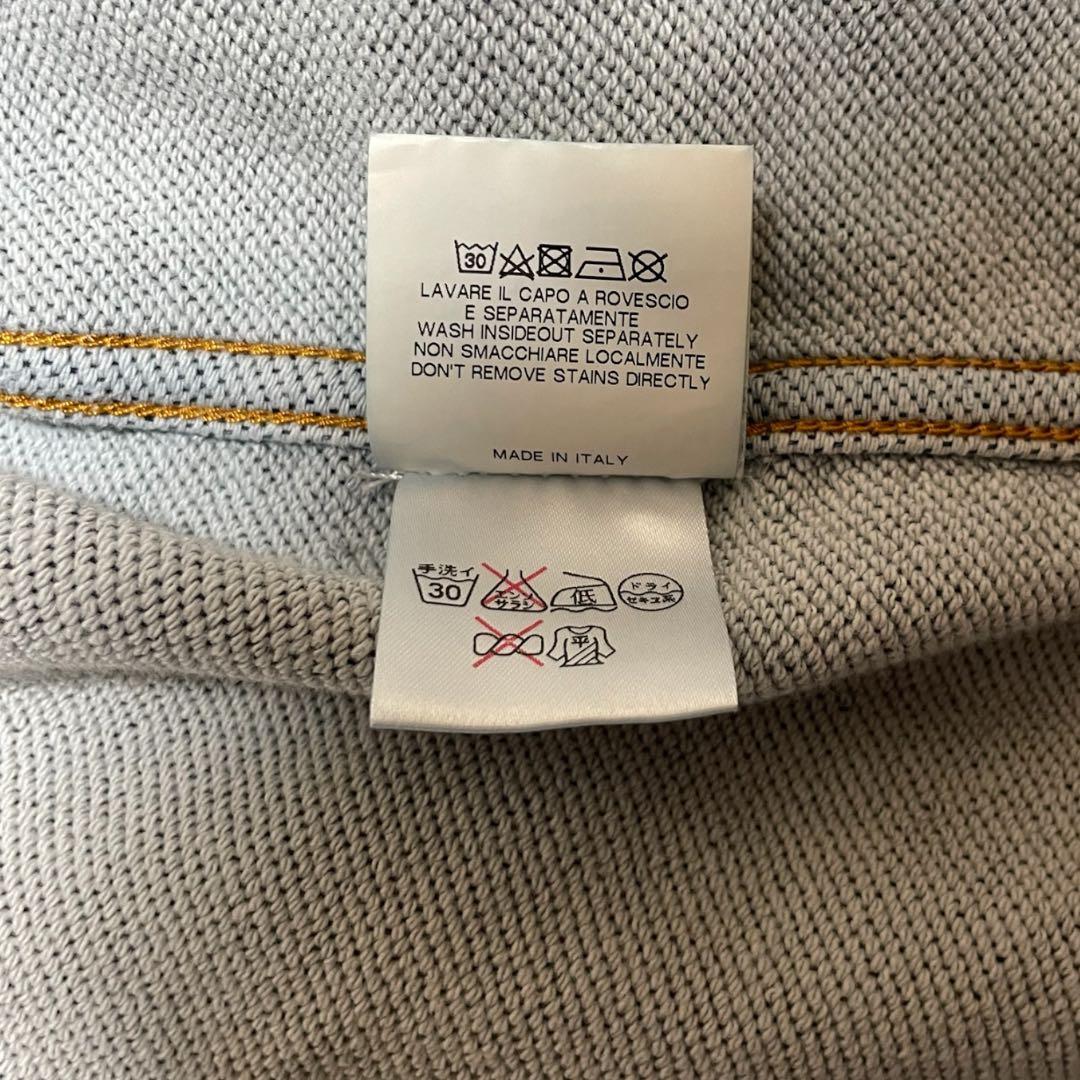 30
LAVARE IL CAPO A ROVESCIO
E SEPARATAMENTE
WASH INSIDEOUT SEPARATELY
NON SMACCHIARE LOCALMENTE
DON'T REMOVE STAINS DIRECTLY
MADE IN ITALY
手洗イ
30
エンソ
サラシ
低
ドライ
セキユ系
平